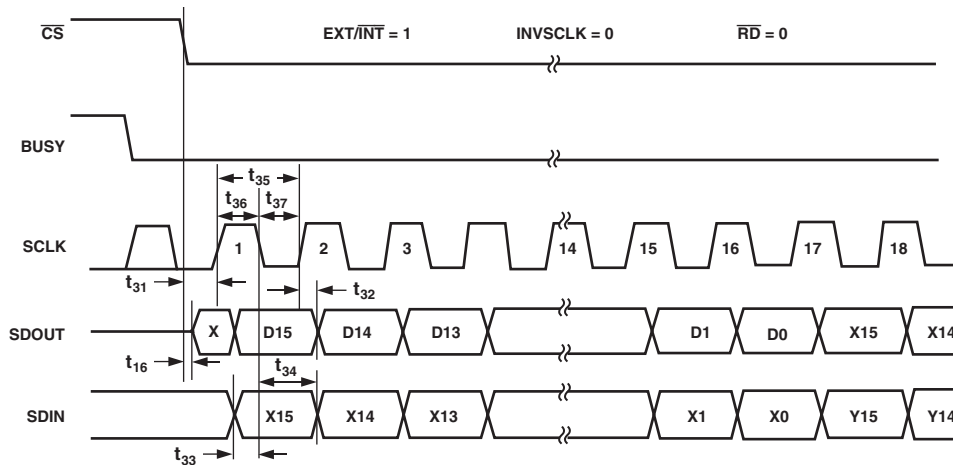 CS EXT/INT = 1 INVSCLK = 0 RD = 0
BUSY
t35
t36 t37
SCLK 1 2 3 14 15 16 17 18
t31 t32
SDOUT X D15 D14 D13 D1 D0 X15 X14
t16 t34
SDIN X15 X14 X13 X1 X0 Y15 Y14
t33